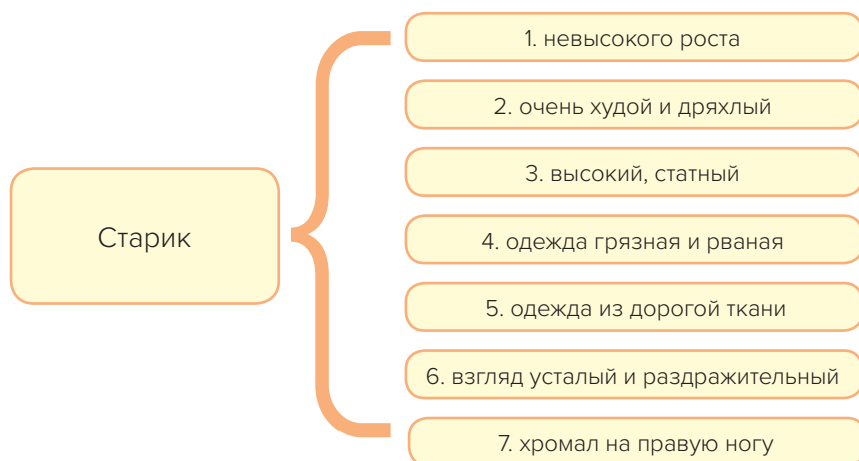 Старик
1. невысокого роста
2. очень худой и дряхлый
3. высокий, статный
4. одежда грязная и рваная
5. одежда из дорогой ткани
6. взгляд усталый и раздражительный
7. хромал на правую ногу